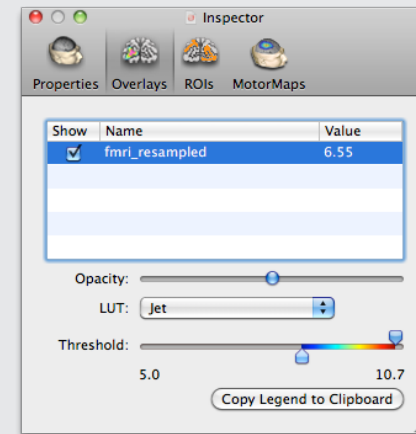 Inspector
Properties Overlays ROIs MotorMaps
Show Name Value
fmri_resampled 6.55
Opacity:
LUT: Jet
Threshold:
5.0 10.7
Copy Legend to Clipboard